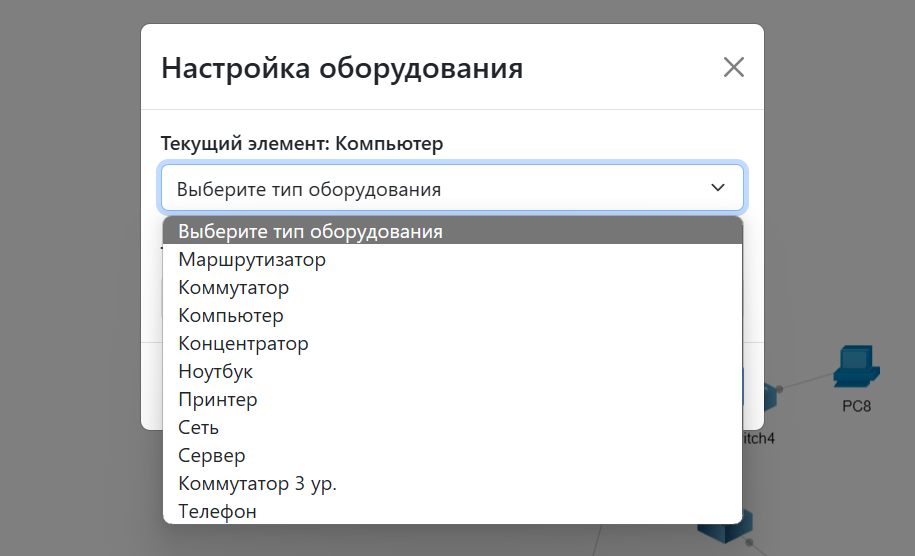 Настройка оборудования
Текущий элемент: Компьютер
Выберите тип оборудования
Выберите тип оборудования
Маршрутизатор
Коммутатор
Компьютер
Концентратор
Ноутбук
Принтер
Сеть
Сервер
Коммутатор 3 ур.
Телефон
PC8
itch4